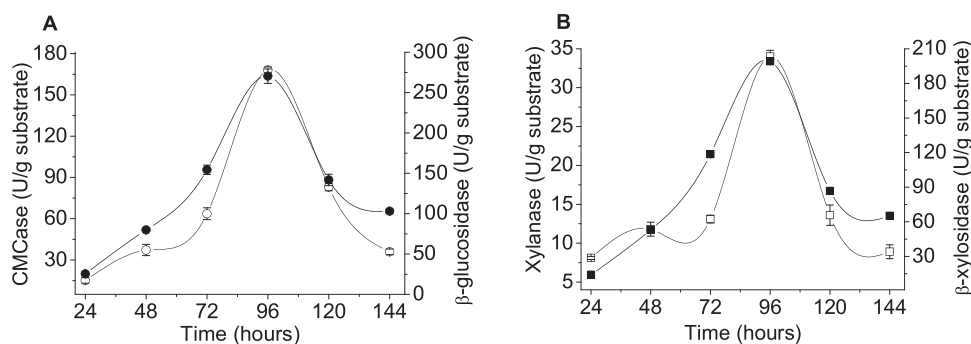 A
CMCase (U/g substrate)
180
150
120
90
60
30
300
250
200
150
100
50
0
β-glucosidase (U/g substrate)
24 48 72 96 120 144
Time (hours)
B
Xylanase (U/g substrate)
35
30
25
20
15
10
5
210
180
150
120
90
60
30
β-xylosidase (U/g substrate)
24 48 72 96 120 144
Time (hours)